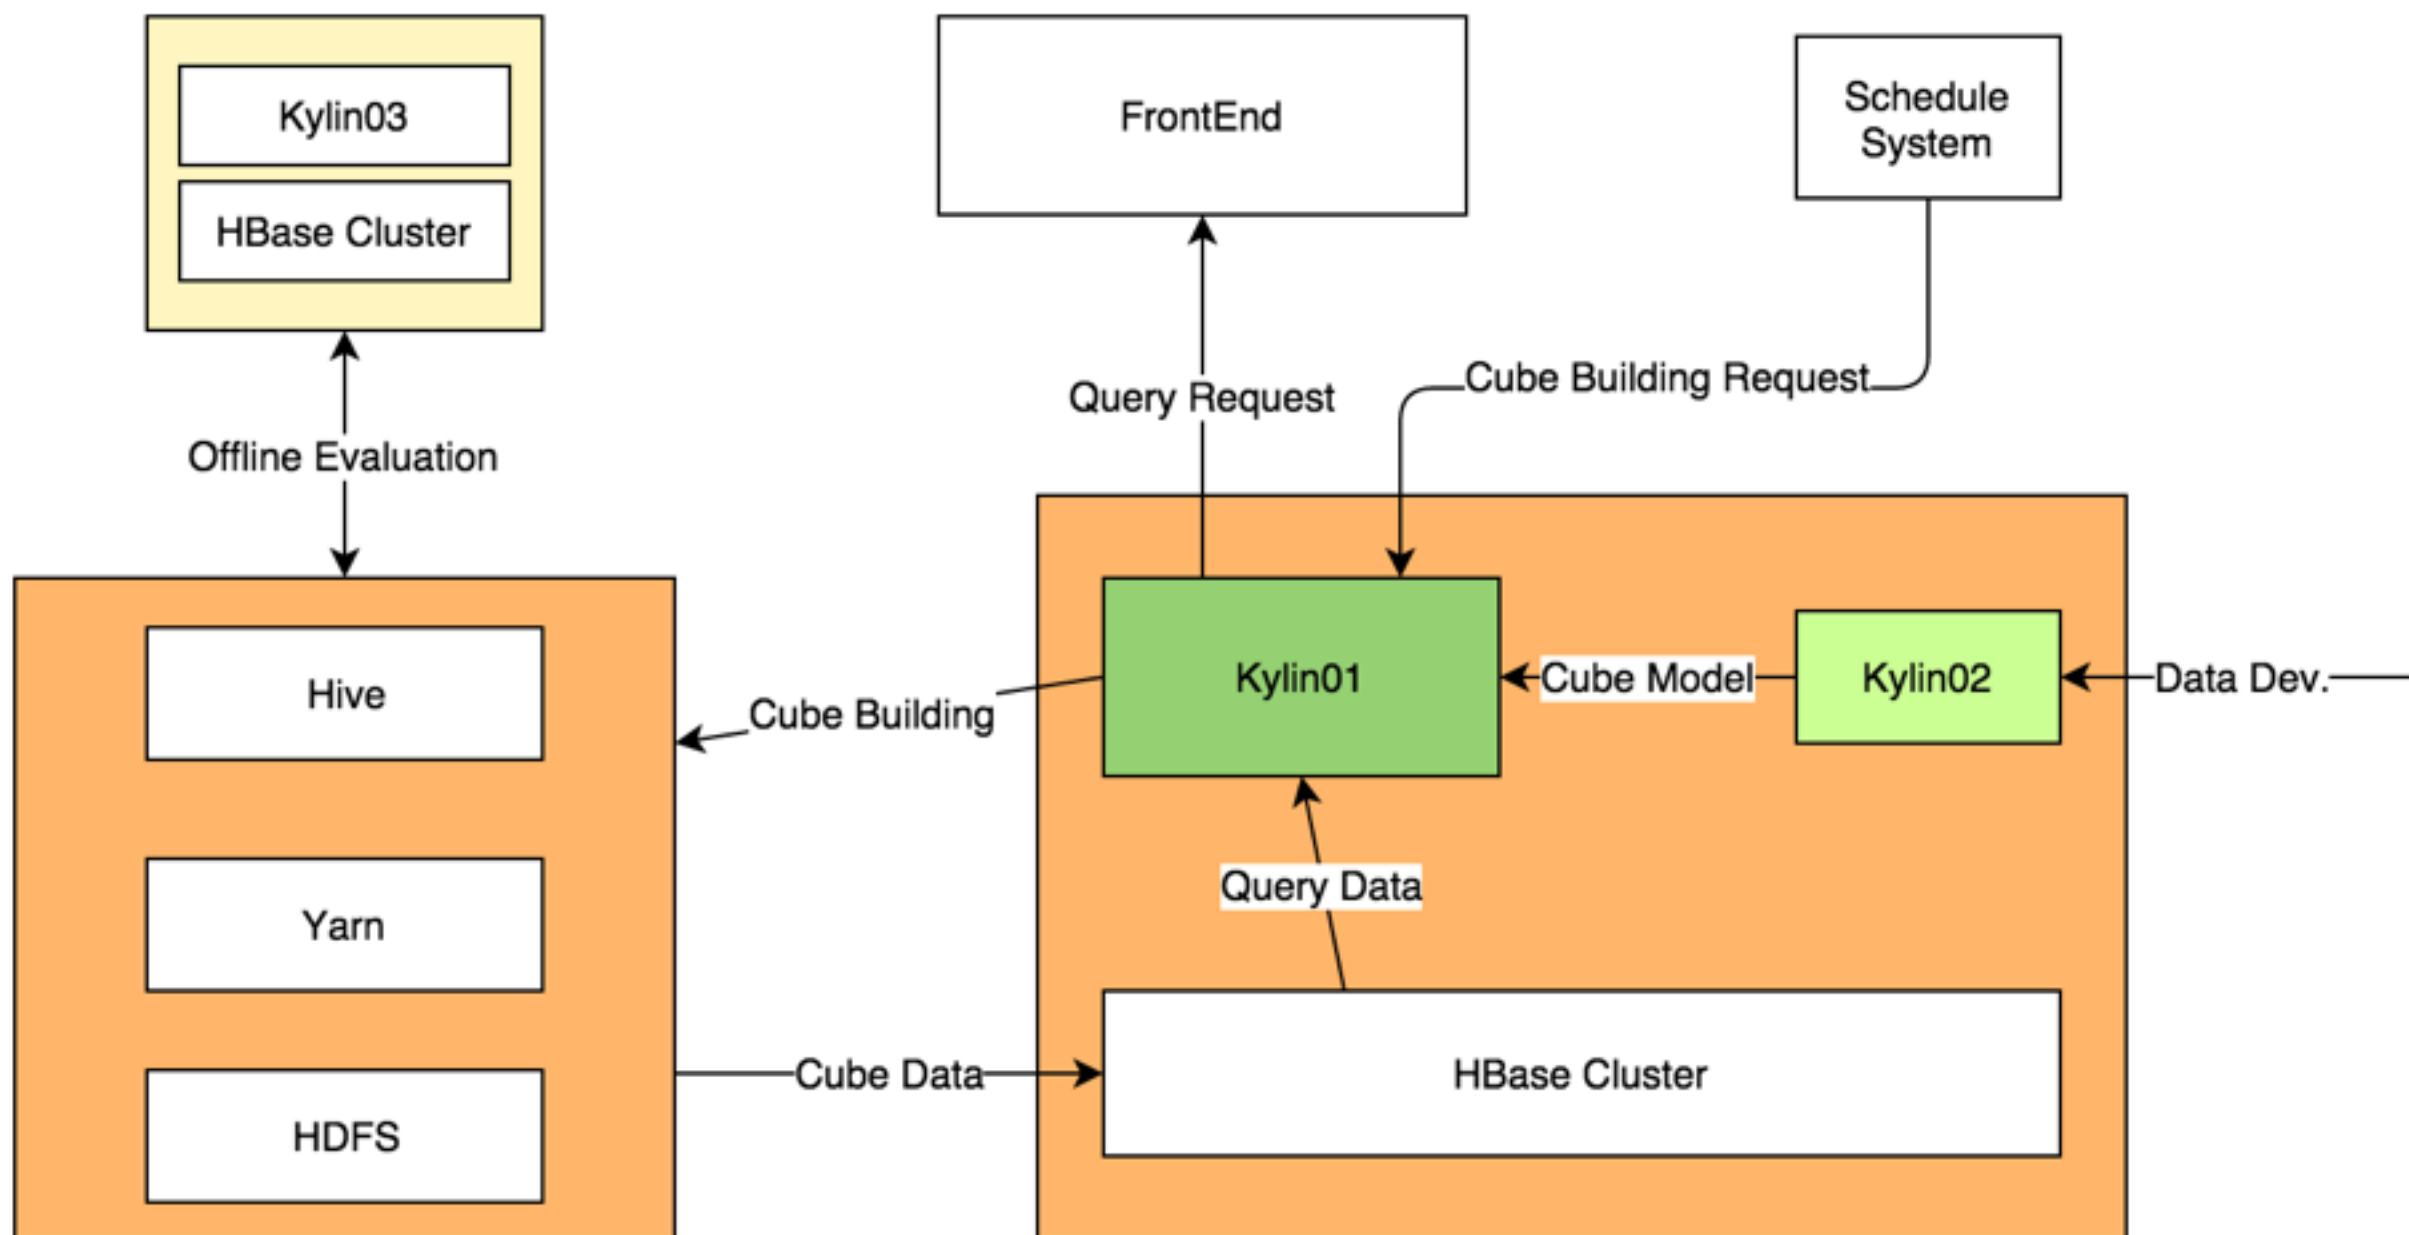 Kylin03
HBase Cluster
FrontEnd
Schedule
System
Query Request
Cube Building Request
Offline Evaluation
Hive
Yarn
HDFS
Cube Building
Cube Data
Kylin01
Cube Model
Kylin02
Data Dev.
Query Data
HBase Cluster